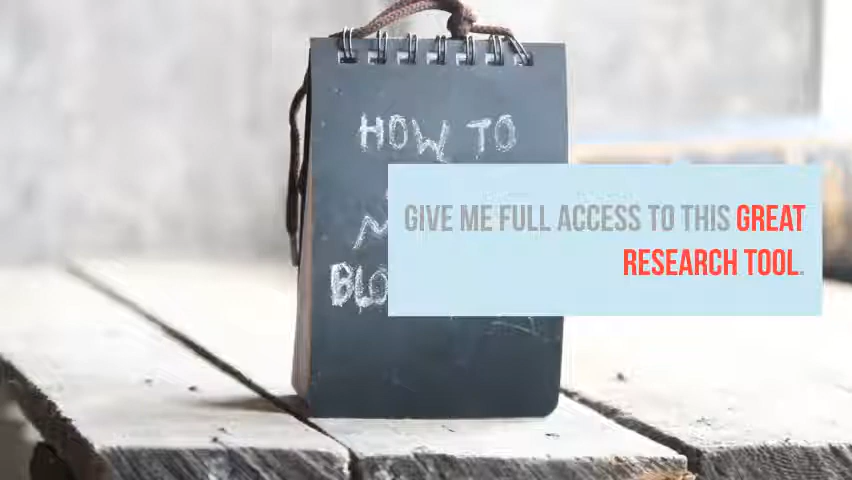 HOW TO
GIVE ME FULL ACCESS TO THIS GREAT
RESEARCH TOOL.